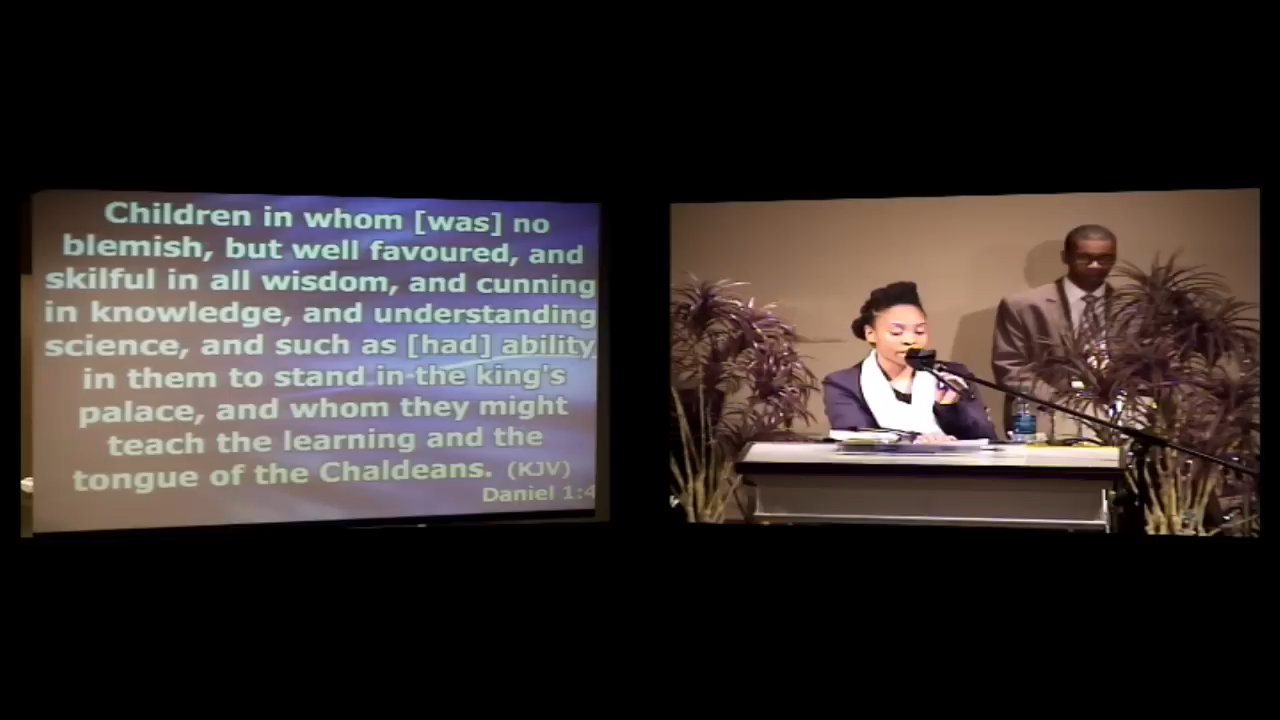 Children in whom [was] no
blemish, but well favoured, and
skilful in all wisdom, and cunning
in knowledge, and understanding
science, and such as [had] ability
in them to stand in the king's
palace, and whom they might
teach the learning and the
tongue of the Chaldeans. (KJV)
Daniel 1:4